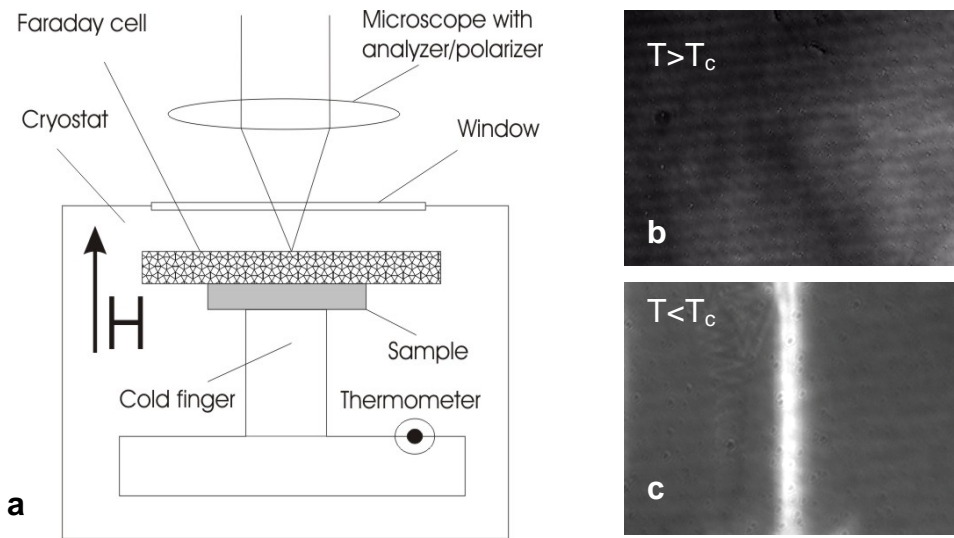 Faraday cell
Microscope with
analyzer/polarizer
Cryostat
Window
H
Sample
Cold finger
Thermometer
a
T>Tc
b
T<Tc
c